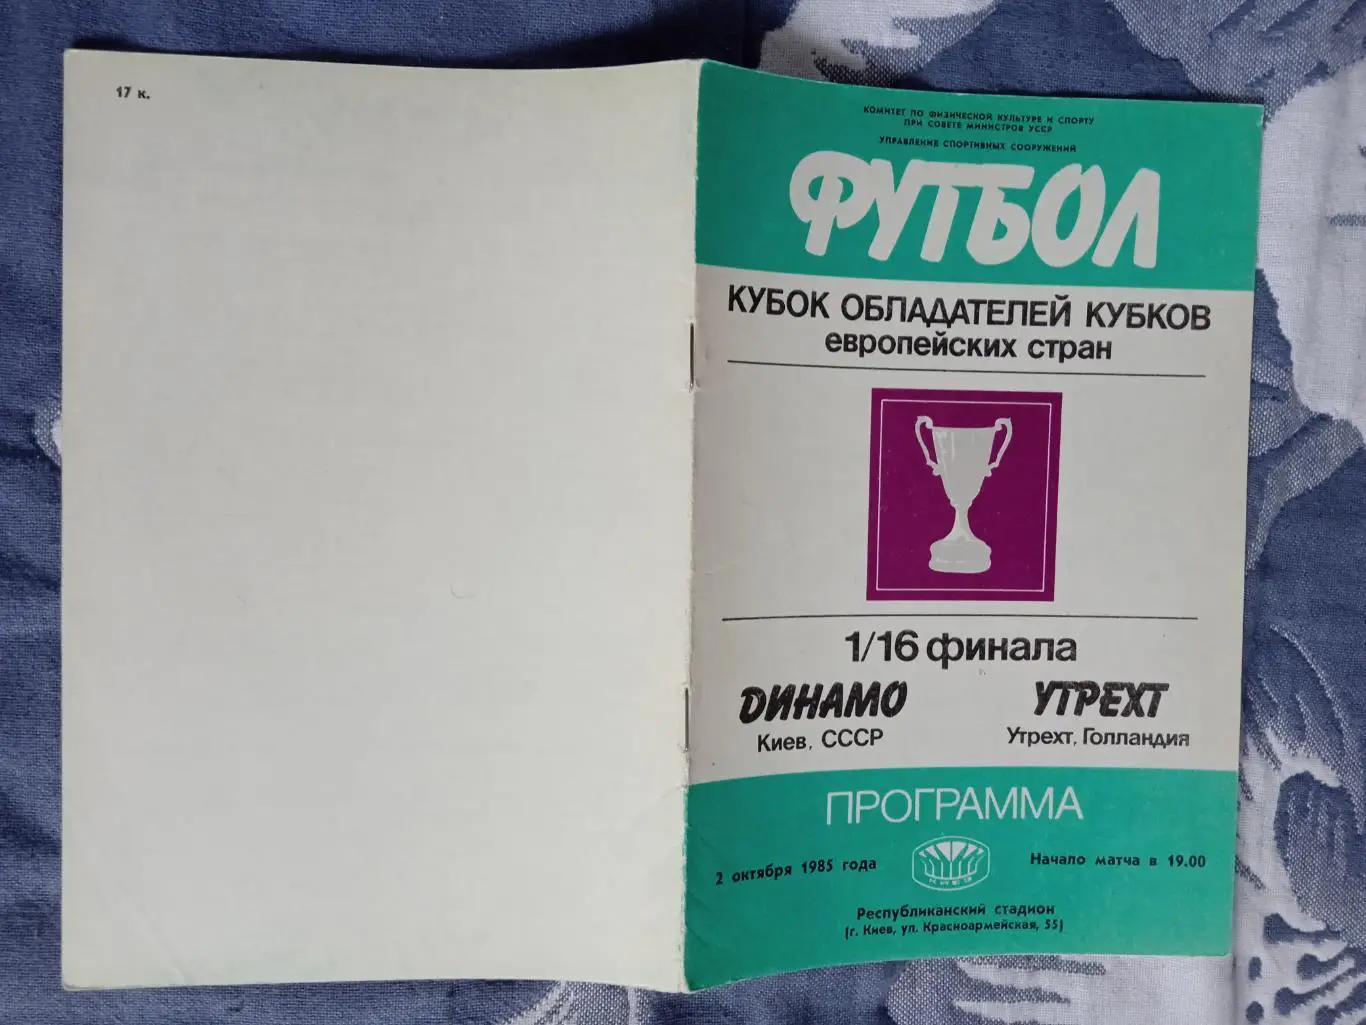 17 к.
КОМИТЕТ ПО ФИЗИЧЕСКОЙ КУЛЬТУРЕ И СПОРТУ
ПРИ СОВЕТЕ МИНИСТРОВ УССР
УПРАВЛЕНИЕ СПОРТИВНЫХ СООРУЖЕНИЙ
ФУТБОЛ
КУБОК ОБЛАДАТЕЛЕЙ КУБКОВ
европейских стран
1/16 финала
ДИНАМО
Киев, СССР
УТРЕХТ
Утрехт, Голландия
ПРОГРАММА
2 октября 1985 года
КИЕВ
Начало матча в 19.00
Республиканский стадион
(г. Киев, ул. Красноармейская, 55)